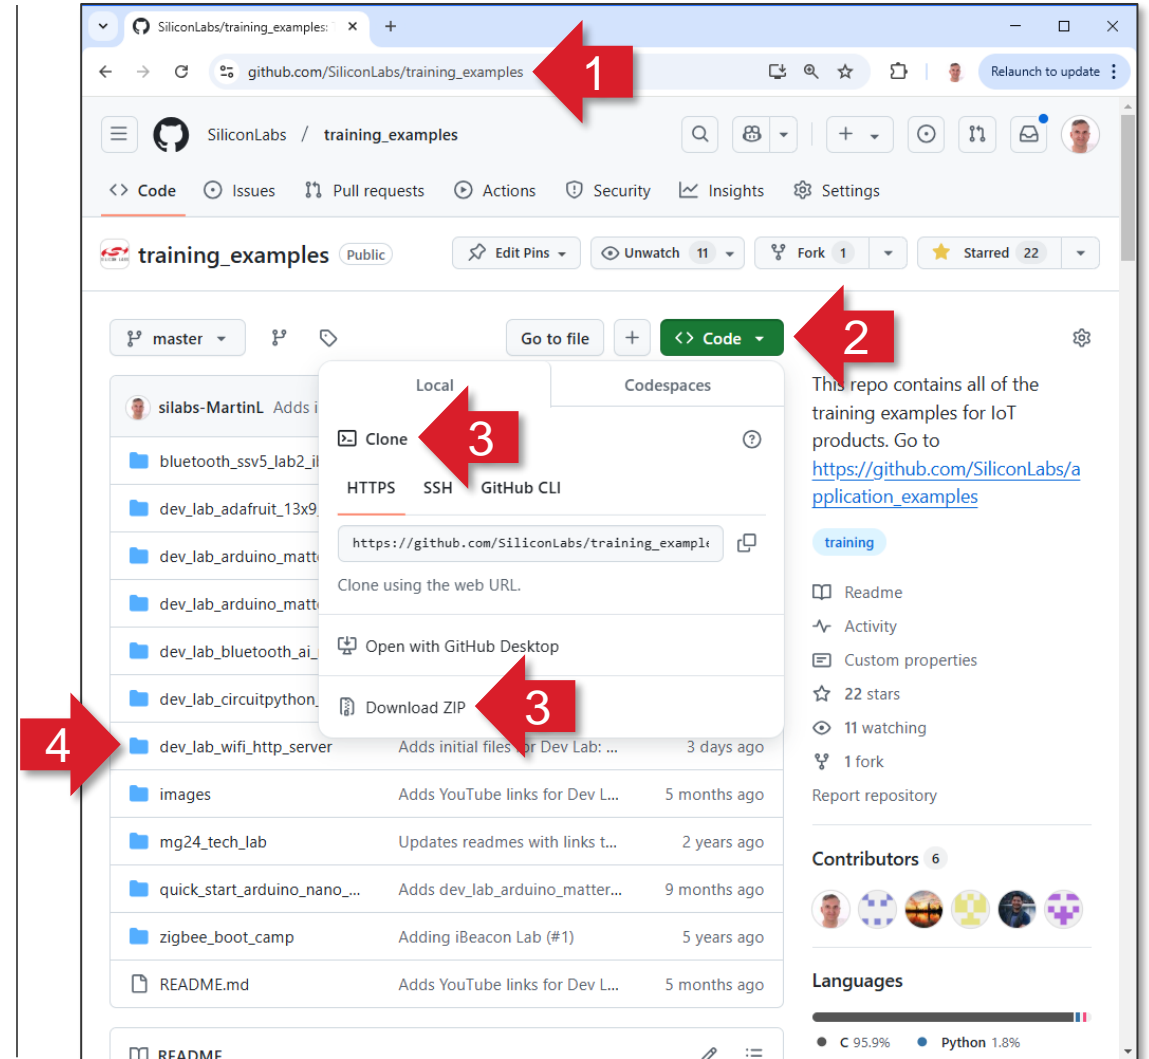 SiliconLabs/training_examples:
github.com/SiliconLabs/training_examples
1
Relaunch to update
SiliconLabs / training_examples
Code Issues Pull requests Actions Security Insights Settings
training_examples Public
Edit Pins Unwatch 11 Fork 1 Starred 22
master Go to file + Code 2
Local Codespaces
Clone 3
HTTPS SSH GitHub CLI
https://github.com/SiliconLabs/training_example
Clone using the web URL.
Open with GitHub Desktop
Download ZIP 3
silabs-MartinL Adds i
bluetooth_ssv5_lab2_i
dev_lab_adafruit_13x9_
dev_lab_arduino_matt
dev_lab_arduino_matt
dev_lab_bluetooth_ai_
dev_lab_circuitpython_
4 dev_lab_wifi_http_server Adds initial files for Dev Lab: ... 3 days ago
images Adds YouTube links for Dev L... 5 months ago
mg24_tech_lab Updates readmes with links t... 2 years ago
quick_start_arduino_nano_... Adds dev_lab_arduino_matter... 9 months ago
zigbee_boot_camp Adding iBeacon Lab (#1) 5 years ago
README.md Adds YouTube links for Dev L... 5 months ago
README
This repo contains all of the
training examples for IoT
products. Go to
https://github.com/SiliconLabs/a
pplication_examples
training
Readme
Activity
Custom properties
22 stars
11 watching
1 fork
Report repository
Contributors 6
Languages
C 95.9% Python 1.8%